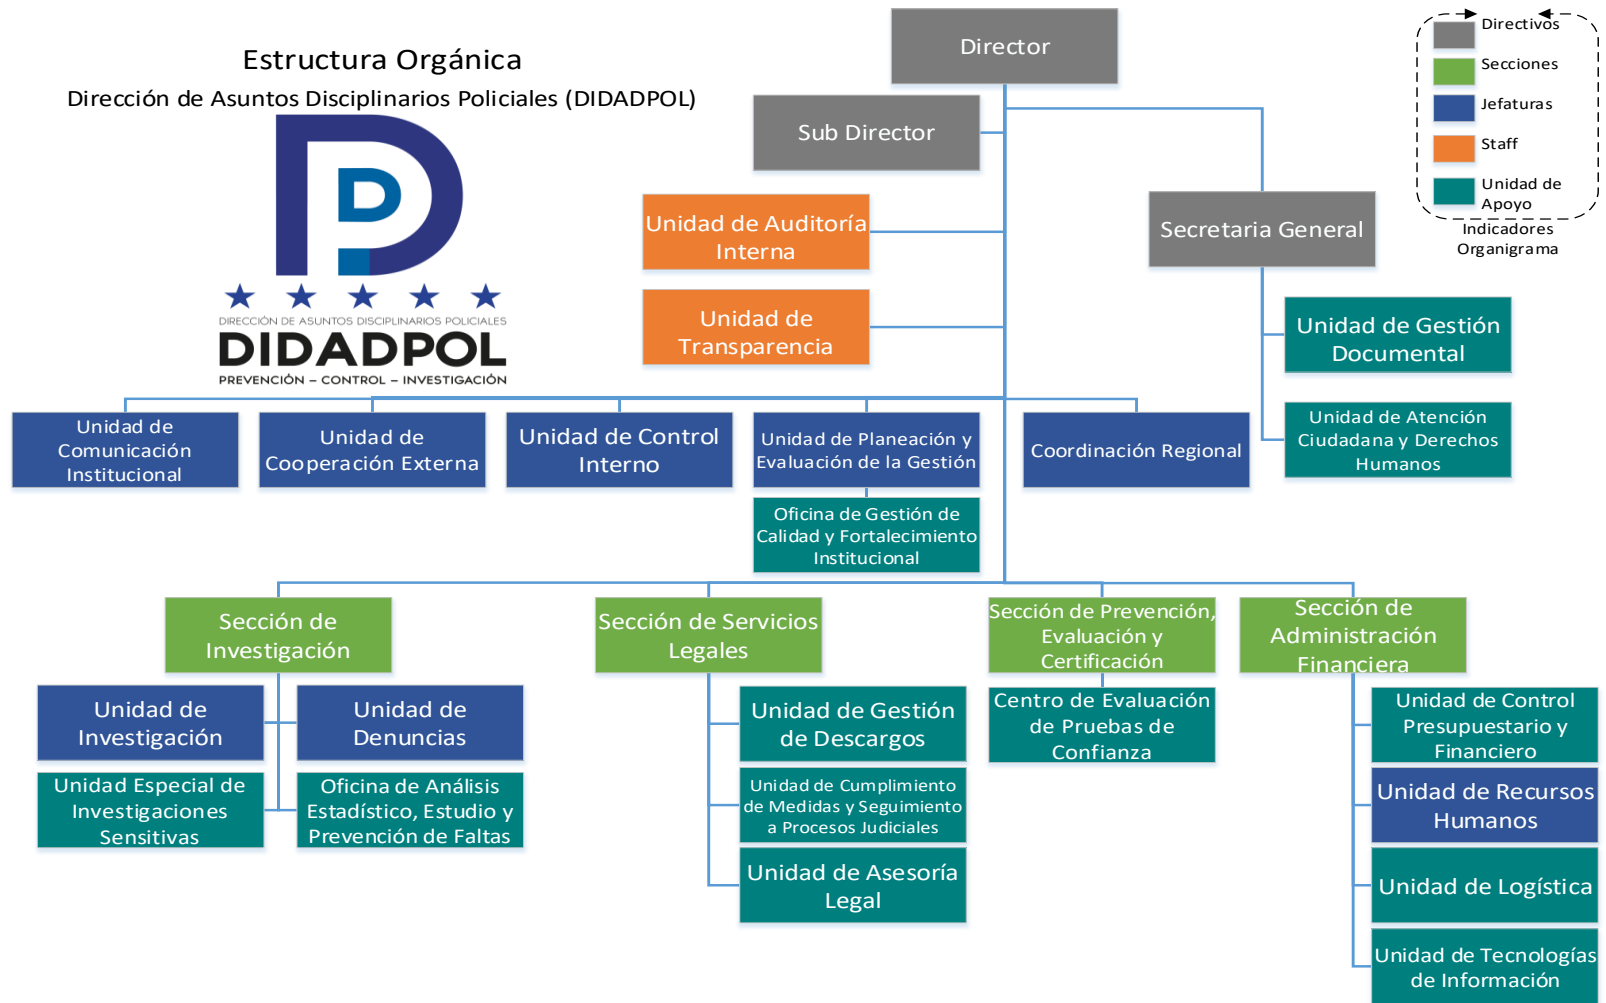 Estructura Orgánica
Dirección de Asuntos Disciplinarios Policiales (DIDADPOL)
DIRECCIÓN DE ASUNTOS DISCIPLINARIOS POLICIALES
DIDADPOL
PREVENCIÓN – CONTROL – INVESTIGACIÓN
Director
Sub Director
Unidad de Auditoría
Interna
Unidad de
Transparencia
Secretaria General
Unidad de Gestión
Documental
Unidad de Atención
Ciudadana y Derechos
Humanos
Directivos
Secciones
Jefaturas
Staff
Unidad de
Apoyo
Indicadores
Organigrama
Unidad de
Comunicación
Institucional
Unidad de
Cooperación Externa
Unidad de Control
Interno
Unidad de Planeación y
Evaluación de la Gestión
Coordinación Regional
Oficina de Gestión de
Calidad y Fortalecimiento
Institucional
Sección de
Investigación
Unidad de
Investigación
Unidad de
Denuncias
Unidad Especial de
Investigaciones
Sensitivas
Oficina de Análisis
Estadístico, Estudio y
Prevención de Faltas
Sección de Servicios
Legales
Unidad de Gestión
de Descargos
Unidad de Cumplimiento
de Medidas y Seguimiento
a Procesos Judiciales
Unidad de Asesoría
Legal
Sección de Prevención,
Evaluación y
Certificación
Centro de Evaluación
de Pruebas de
Confianza
Sección de
Administración
Financiera
Unidad de Control
Presupuestario y
Financiero
Unidad de Recursos
Humanos
Unidad de Logística
Unidad de Tecnologías
de Información